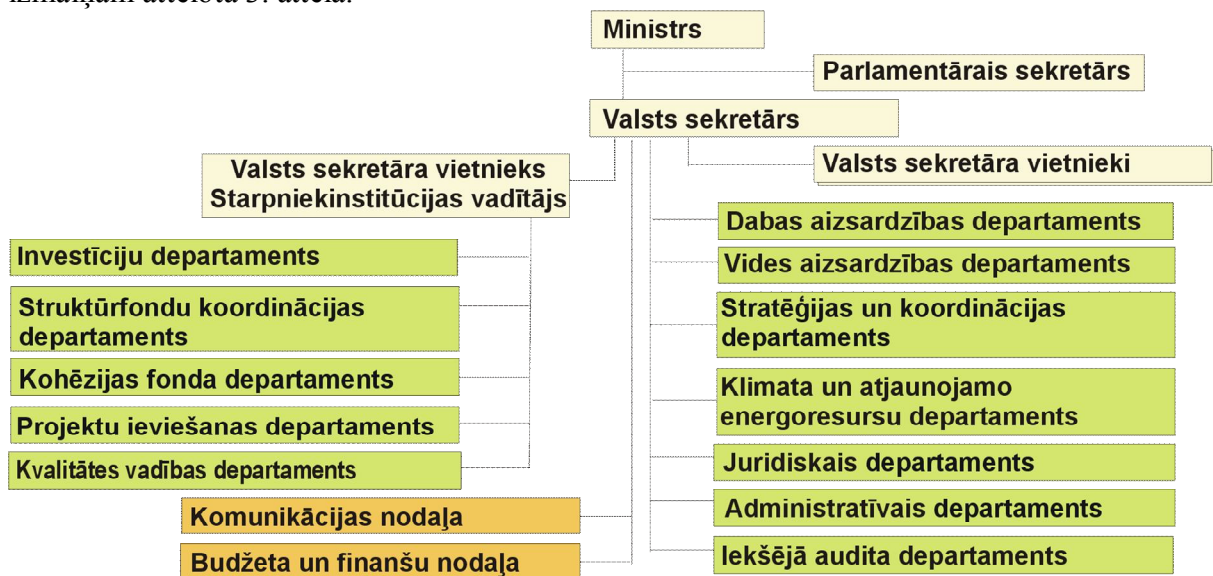 izmaiņām attēlota 3. attēlā.
Ministrs
Parlamentārais sekretārs
Valsts sekretārs
Valsts sekretāra vietnieks
Starpniekinstitūcijas vadītājs
Valsts sekretāra vietnieki
Investīciju departaments
Struktūrfondu koordinācijas
departaments
Kohēzijas fonda departaments
Projektu ieviešanas departaments
Kvalitātes vadības departaments
Komunikācijas nodaļa
Budžeta un finanšu nodaļa
Dabas aizsardzības departaments
Vides aizsardzības departaments
Stratēģijas un koordinācijas
departaments
Klimata un atjaunojamo
energoresursu departaments
Juridiskais departaments
Administratīvais departaments
Iekšējā audita departaments